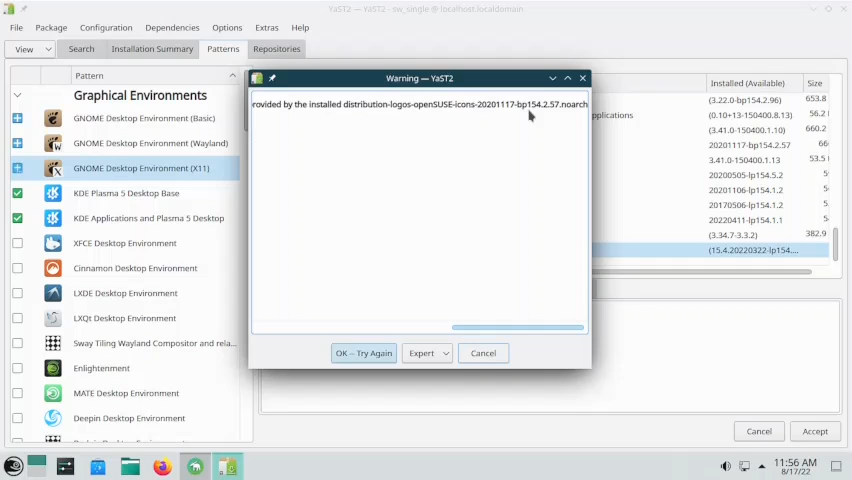 YaST2 — YaST2 - sw_single @ localhost.localdomain
File Package Configuration Dependencies Options Extras Help
View Search Installation Summary Patterns Repositories
Pattern
Graphical Environments
GNOME Desktop Environment (Basic)
GNOME Desktop Environment (Wayland)
GNOME Desktop Environment (X11)
KDE Plasma 5 Desktop Base
KDE Applications and Plasma 5 Desktop
XFCE Desktop Environment
Cinnamon Desktop Environment
LXDE Desktop Environment
LXQt Desktop Environment
Sway Tiling Wayland Compositor and rela...
Enlightenment
MATE Desktop Environment
Deepin Desktop Environment
Warning — YaST2
rovided by the installed distribution-logos-openSUSE-icons-20201117-bp154.2.57.noarch
OK -- Try Again Expert Cancel
Installed (Available) Size
(3.22.0-bp154.2.96) 653.8
pplications (0.10+13-150400.8.13) 56.2
(3.41.0-150400.1.10) 660.2
20201117-bp154.2.57 66
3.41.0-150400.1.13 53.5
20200505-lp154.5.2
20201106-lp154.1.2
20170506-lp154.1.2
20220411-lp154.1.1
(3.34.7-3.3.2) 382.9
(15.4.20220322-lp154....
Cancel Accept
11:56 AM
8/17/22